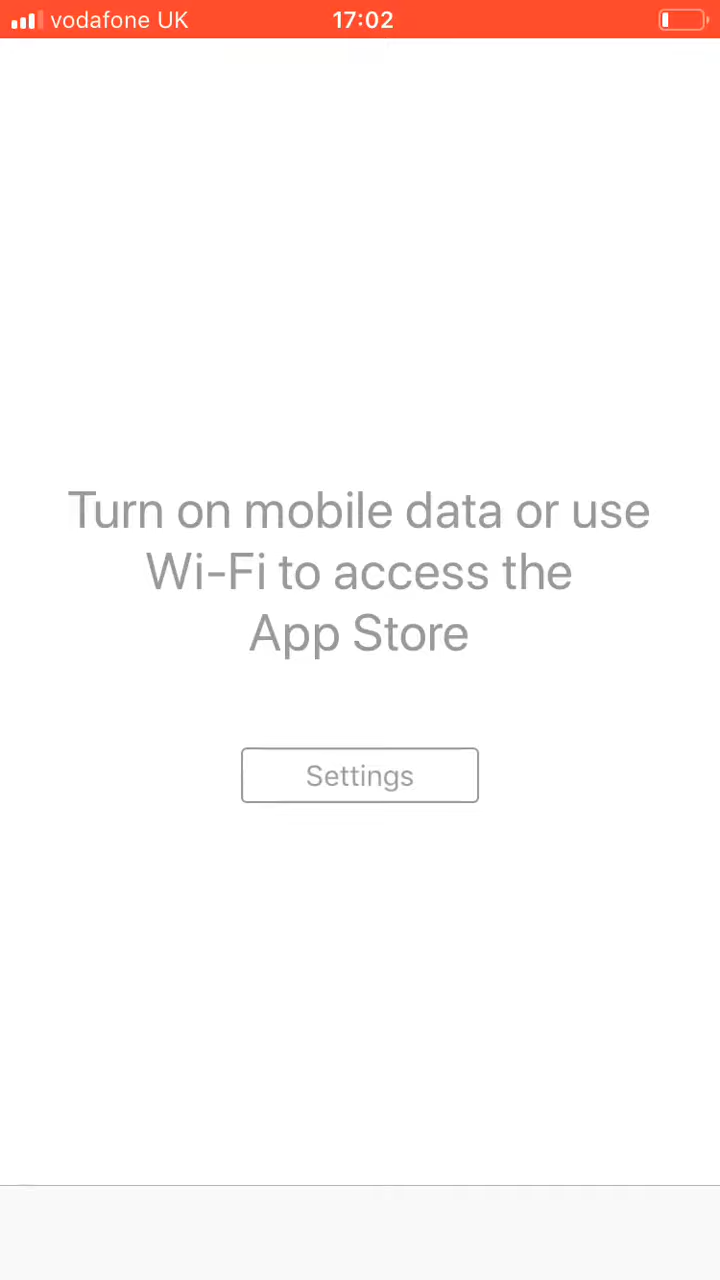 vodafone UK 17:02
Turn on mobile data or use
Wi-Fi to access the
App Store
Settings